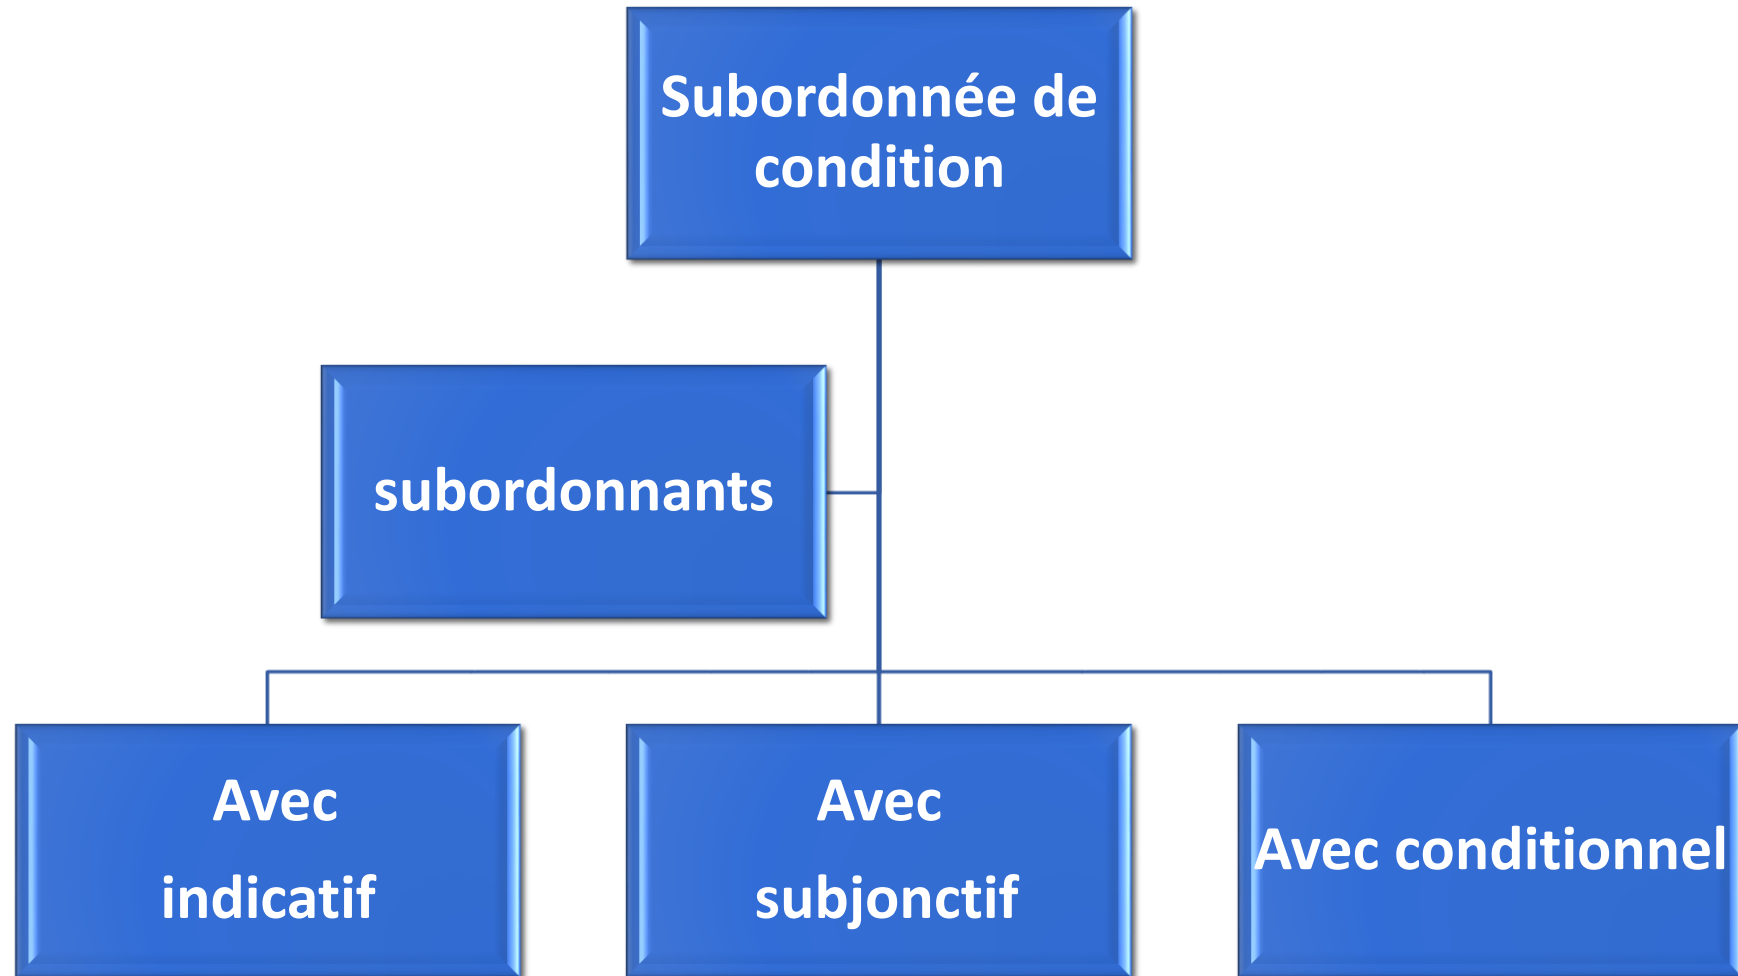 Subordonnée de
condition
subordonnants
Avec
indicatif
Avec
subjonctif
Avec conditionnel